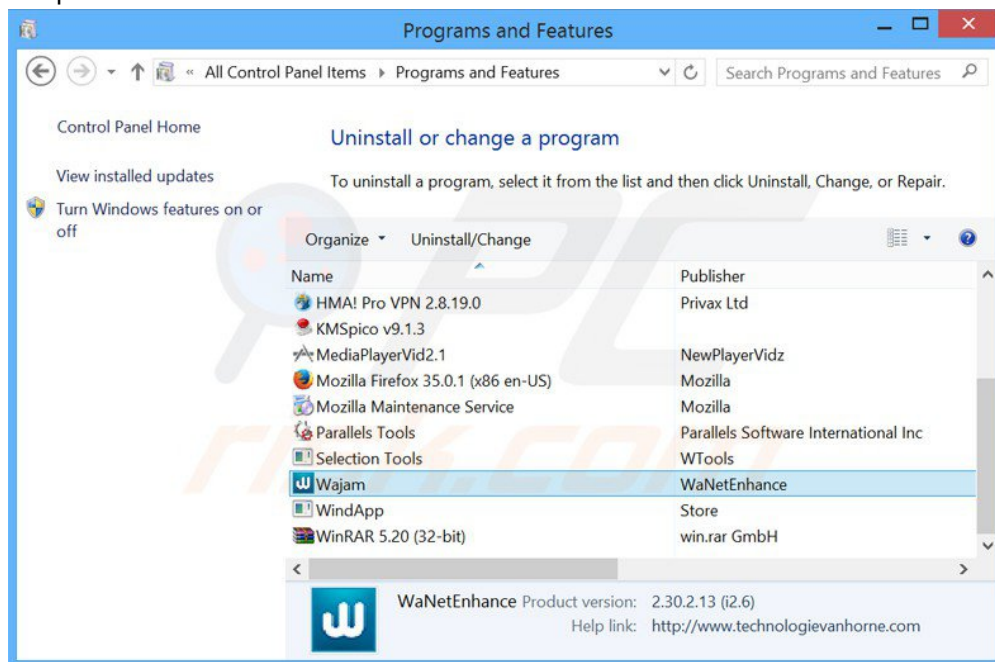 Programs and Features
« All Control Panel Items ▸ Programs and Features
Search Programs and Features
Control Panel Home
View installed updates
Turn Windows features on or
off
Uninstall or change a program
To uninstall a program, select it from the list and then click Uninstall, Change, or Repair.
Organize Uninstall/Change
Name Publisher
HMA! Pro VPN 2.8.19.0 Privax Ltd
KMSpico v9.1.3
MediaPlayerVid2.1 NewPlayerVidz
Mozilla Firefox 35.0.1 (x86 en-US) Mozilla
Mozilla Maintenance Service Mozilla
Parallels Tools Parallels Software International Inc
Selection Tools WTools
Wajam WaNetEnhance
WindApp Store
WinRAR 5.20 (32-bit) win.rar GmbH
WaNetEnhance Product version: 2.30.2.13 (i2.6)
Help link: http://www.technologievanhorne.com
PC
risk.com